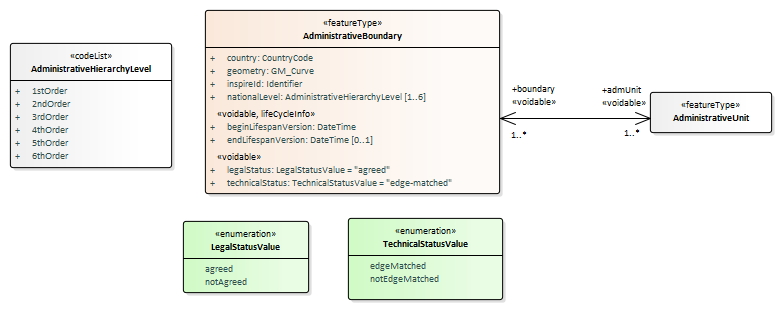 «codeList»
AdministrativeHierarchyLevel
+ 1stOrder
+ 2ndOrder
+ 3rdOrder
+ 4thOrder
+ 5thOrder
+ 6thOrder
«featureType»
AdministrativeBoundary
+ country: CountryCode
+ geometry: GM_Curve
+ inspireId: Identifier
+ nationalLevel: AdministrativeHierarchyLevel [1..6]
«voidable, lifeCycleInfo»
+ beginLifespanVersion: DateTime
+ endLifespanVersion: DateTime [0..1]
«voidable»
+ legalStatus: LegalStatusValue = "agreed"
+ technicalStatus: TechnicalStatusValue = "edge-matched"
+boundary
«voidable»
1..*
+admUnit
«voidable»
1..*
«featureType»
AdministrativeUnit
«enumeration»
LegalStatusValue
agreed
notAgreed
«enumeration»
TechnicalStatusValue
edgeMatched
notEdgeMatched